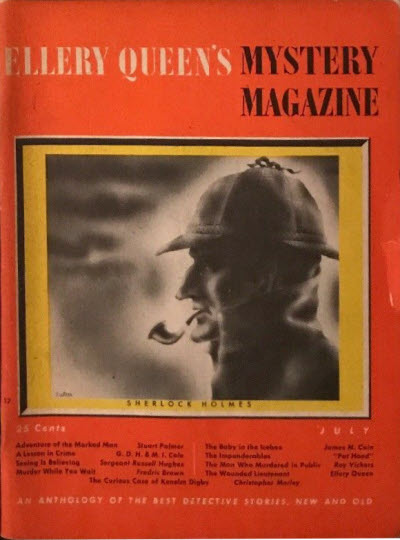 ELLERY QUEEN'S MYSTERY
MAGAZINE
SHERLOCK HOLMES
25 Cents
JULY
Adventure of the Marked Man Stuart Palmer
A Lesson in Crime G. D. H. & M. I. Cole
Seeing Is Believing Sergeant Russell Hughes
Murder While You Wait Fredric Brown
The Baby in the Icebox James M. Cain
The Imponderables "Pat Hand"
The Man Who Murdered in Public Roy Vickers
The Wounded Lieutenant Ellery Queen
The Curious Case of Kenelm Digby Christopher Morley
AN ANTHOLOGY OF THE BEST DETECTIVE STORIES, NEW AND OLD